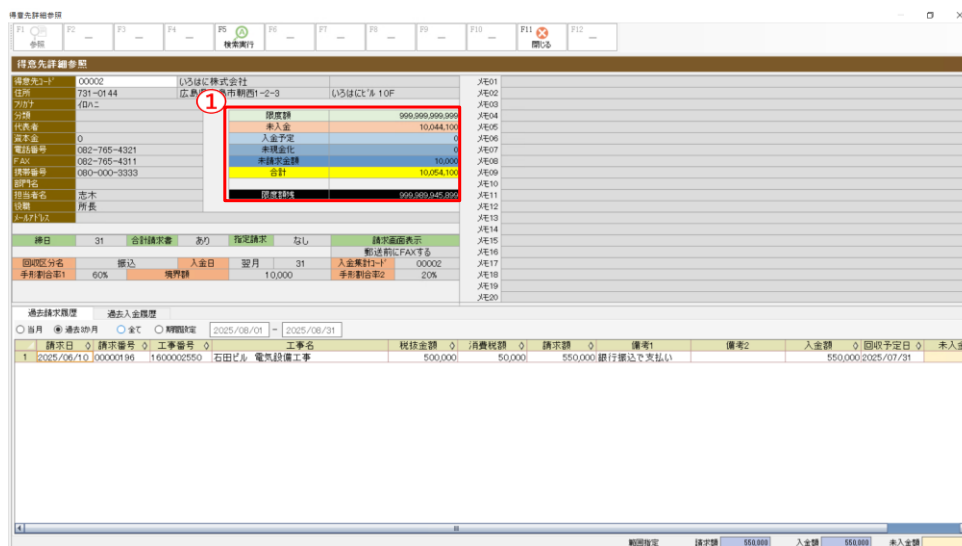 得意先詳細参照
F1 参照 F2 F3 F4 F5 検索実行 F6 F7 F8 F9 F10 F11 閉じる F12
得意先詳細参照
得意先コード 00002 いろはに株式会社
住所 731-0144 広島 島市朝西1-2-3 いろはにビル 10F
フリガナ イロハニ
①
分類
代表者
資本金 0
電話番号 082-765-4321
FAX 082-765-4311
携帯番号 080-000-3333
部門名
担当者名 志木
役職 所長
メールアドレス
限度額 999,999,999,999
未入金 10,044,100
入金予定 0
未現金化 0
未請求金額 10,000
合計 10,054,100
限度額残 999,989,945,899
メモ01
メモ02
メモ03
メモ04
メモ05
メモ06
メモ07
メモ08
メモ09
メモ10
メモ11
メモ12
メモ13
メモ14
メモ15
メモ16
メモ17
メモ18
メモ19
メモ20
締日 31 合計請求書 あり 指定請求 なし 請求画面表示
郵送前にFAXする
回収区分名 振込 入金日 翌月 31 入金集計コード 00002
手形割合率1 60% 境界額 10,000 手形割合率2 20%
過去請求履歴 過去入金履歴
当月 過去3か月 全て 期間設定 2025/08/01 - 2025/08/31
請求日 請求番号 工事番号 工事名 税抜金額 消費税額 請求額 備考1 備考2 入金額 回収予定日 未入金
1 2025/06/10 00000196 1600002550 石田ビル 電気設備工事 500,000 50,000 550,000 銀行振込で支払い 550,000 2025/07/31
範囲指定 請求額 550,000 入金額 550,000 未入金額